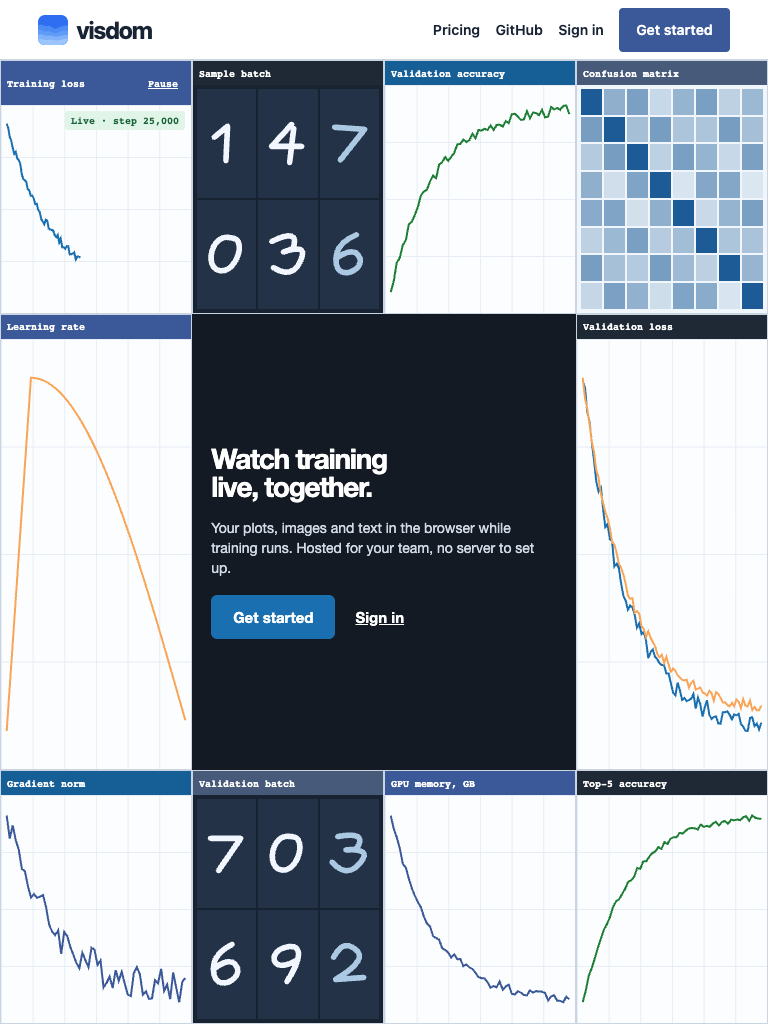 visdom
Pricing GitHub Sign in Get started
Training loss Pause
Live · step 25,000
Sample batch
1 4 7
0 3 6
Validation accuracy
Confusion matrix
Learning rate
Watch training
live, together.
Your plots, images and text in the browser while
training runs. Hosted for your team, no server to set
up.
Get started Sign in
Validation loss
Gradient norm
Validation batch
7 0 3
6 9 2
GPU memory, GB
Top-5 accuracy